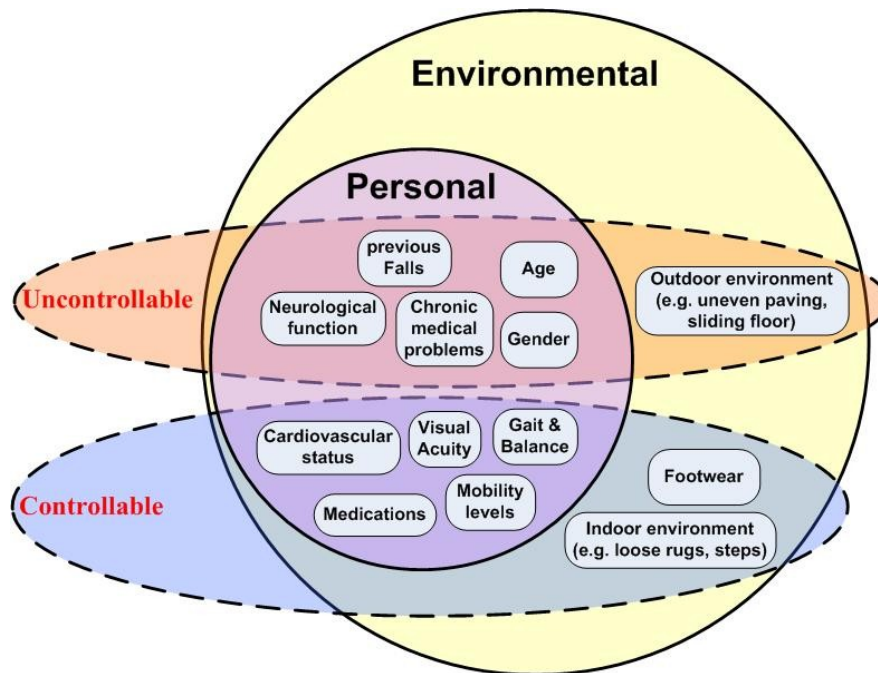 Environmental
Personal
previous
Falls
Age
Outdoor environment
(e.g. uneven paving,
sliding floor)
Uncontrollable
Neurological
function
Chronic
medical
problems
Gender
Cardiovascular
status
Visual
Acuity
Gait &
Balance
Footwear
Controllable
Medications
Mobility
levels
Indoor environment
(e.g. loose rugs, steps)